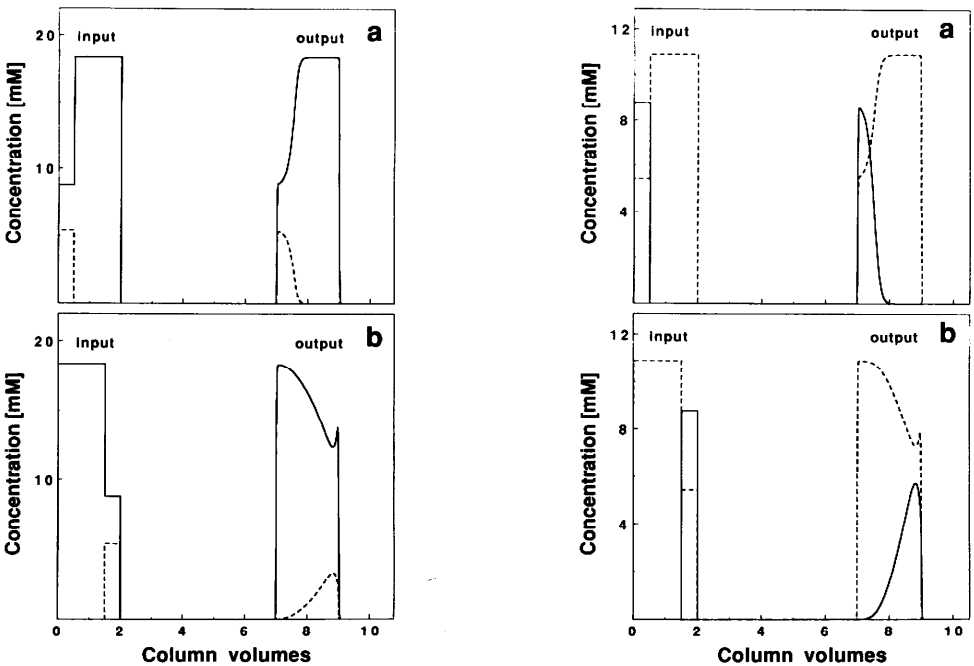 a
20
input
output
10
Concentration [mM]
b
20
input
output
10
Concentration [mM]
0
2
4
6
8
10
Column volumes
a
12
input
output
8
4
Concentration [mM]
b
12
input
output
8
4
Concentration [mM]
0
2
4
6
8
10
Column volumes